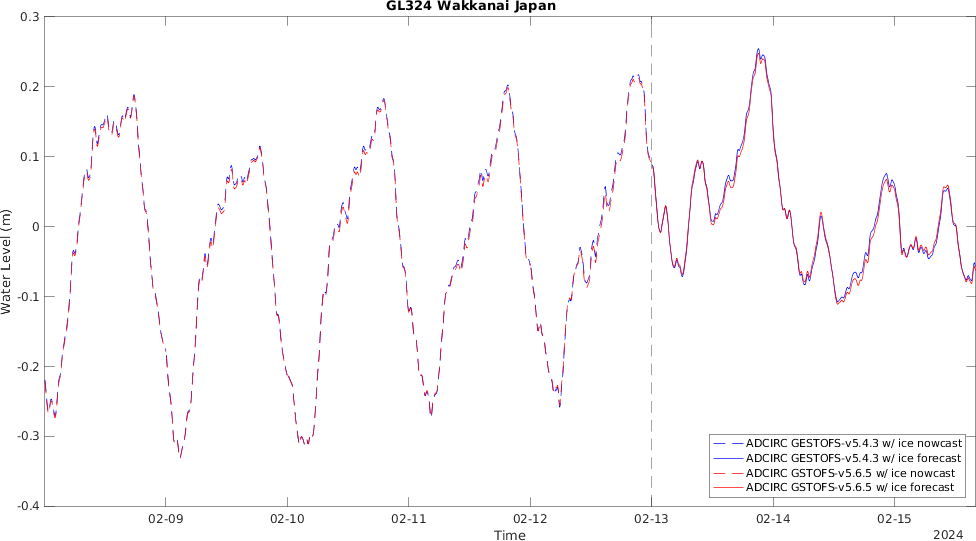 GL324 Wakkanai Japan
0.3
0.2
0.1
0
-0.1
-0.2
-0.3
-0.4
Water Level (m)
ADCIRC GESTOFS-v5.4.3 w/ ice nowcast
ADCIRC GESTOFS-v5.4.3 w/ ice forecast
ADCIRC GSTOFS-v5.6.5 w/ ice nowcast
ADCIRC GSTOFS-v5.6.5 w/ ice forecast
02-09 02-10 02-11 02-12 02-13 02-14 02-15
Time
2024